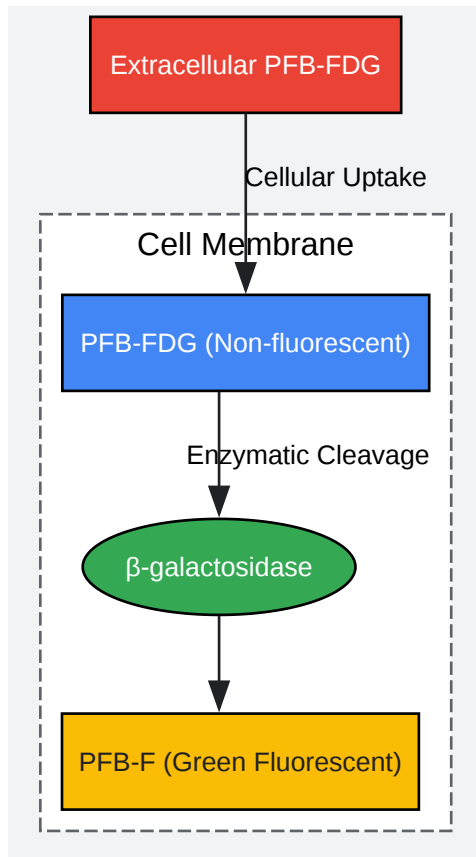 Extracellular PFB-FDG
Cellular Uptake
Cell Membrane
PFB-FDG (Non-fluorescent)
Enzymatic Cleavage
β-galactosidase
PFB-F (Green Fluorescent)